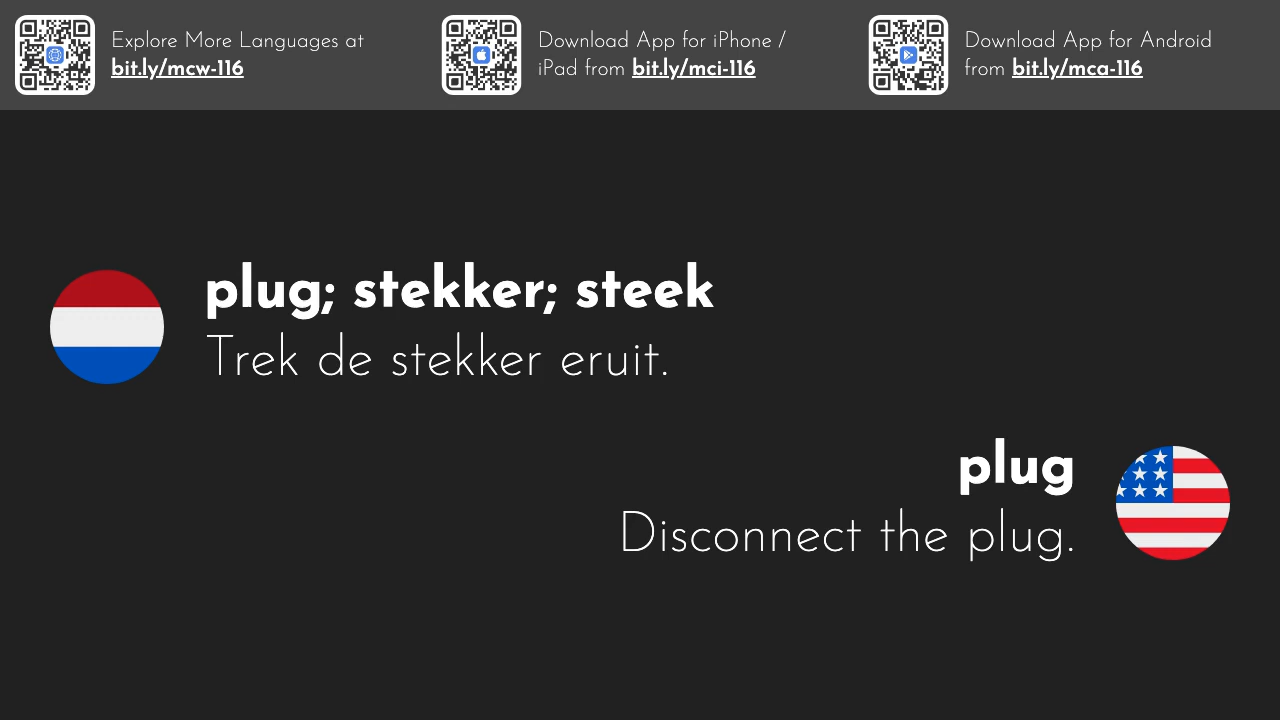 Explore More Languages at
bit.ly/mcw-116
Download App for iPhone /
iPad from bit.ly/mci-116
Download App for Android
from bit.ly/mca-116
plug; stekker; steek
Trek de stekker eruit.
plug
Disconnect the plug.